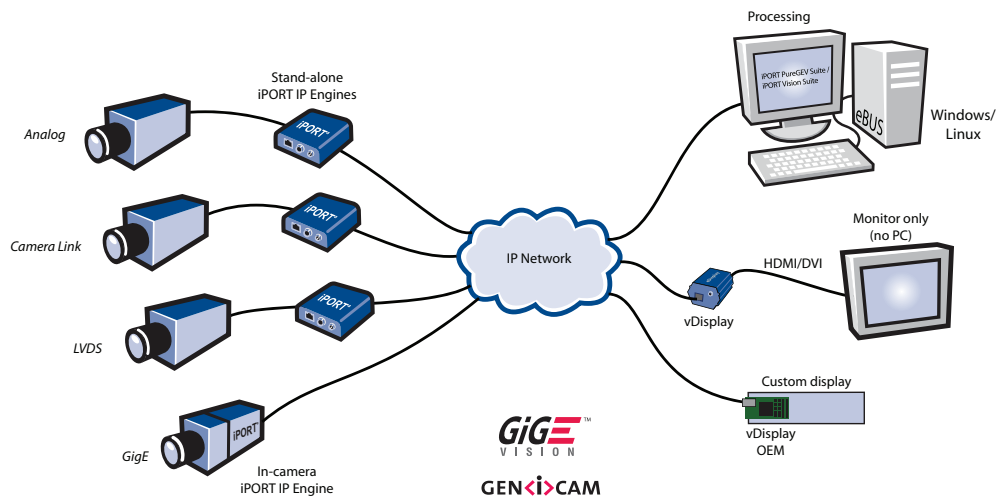 Processing
iPORT PureGEV Suite /
iPORT Vision Suite
eBUS
Windows/
Linux
Stand-alone
iPORT IP Engines
Analog
iPORT®
Camera Link
iPORT®
LVDS
iPORT®
GigE
iPORT®
In-camera
iPORT IP Engine
IP Network
Monitor only
(no PC)
HDMI/DVI
vDisplay
Custom display
vDisplay
OEM
GiGE™
VISION
GEN<i>CAM